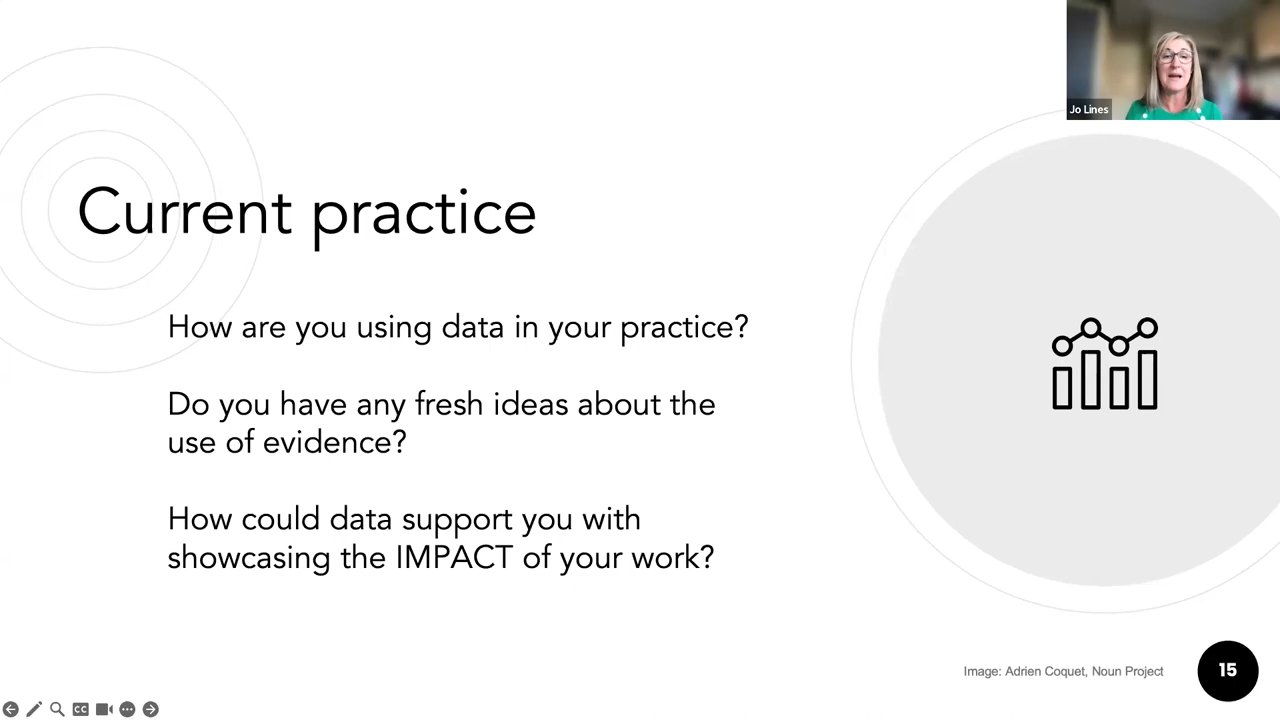 Jo Lines
Current practice
How are you using data in your practice?
Do you have any fresh ideas about the
use of evidence?
How could data support you with
showcasing the IMPACT of your work?
Image: Adrien Coquet, Noun Project
15
CC